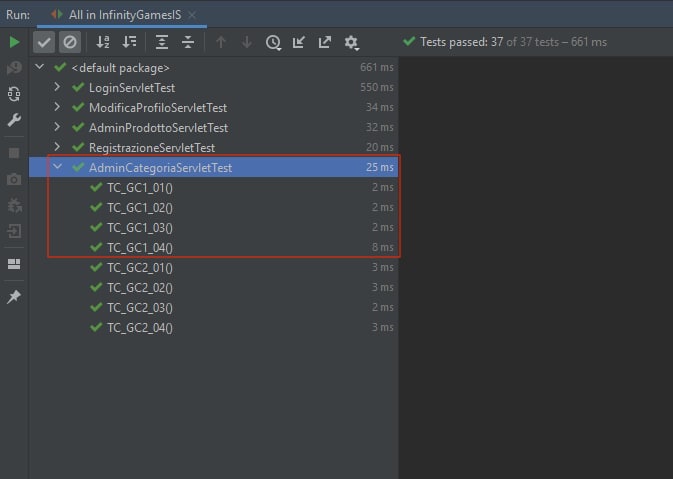 Run: All in InfinityGamesIS
Tests passed: 37 of 37 tests – 661 ms
<default package> 661 ms
LoginServletTest 550 ms
ModificaProfiloServletTest 34 ms
AdminProdottoServletTest 32 ms
RegistrazioneServletTest 20 ms
AdminCategoriaServletTest 25 ms
TC_GC1_01() 2 ms
TC_GC1_02() 2 ms
TC_GC1_03() 2 ms
TC_GC1_04() 8 ms
TC_GC2_01() 3 ms
TC_GC2_02() 3 ms
TC_GC2_03() 2 ms
TC_GC2_04() 3 ms